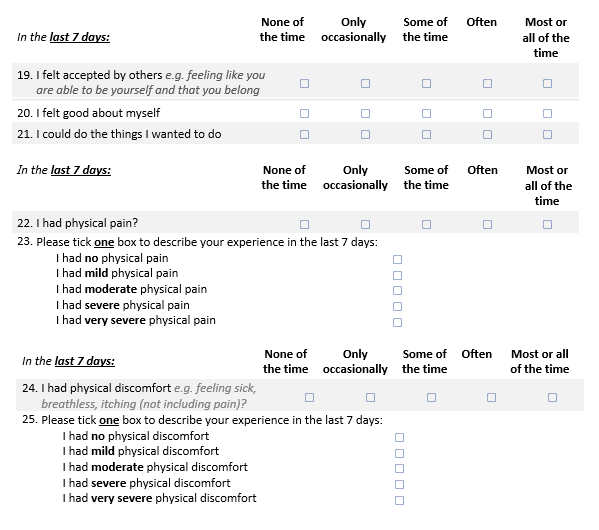 In the last 7 days: None of the time Only occasionally Some of the time Often Most or all of the time
19. I felt accepted by others e.g. feeling like you
are able to be yourself and that you belong
20. I felt good about myself
21. I could do the things I wanted to do
In the last 7 days: None of the time Only occasionally Some of the time Often Most or all of the time
22. I had physical pain?
23. Please tick one box to describe your experience in the last 7 days:
I had no physical pain
I had mild physical pain
I had moderate physical pain
I had severe physical pain
I had very severe physical pain
In the last 7 days: None of the time Only occasionally Some of the time Often Most or all of the time
24. I had physical discomfort e.g. feeling sick,
breathless, itching (not including pain)?
25. Please tick one box to describe your experience in the last 7 days:
I had no physical discomfort
I had mild physical discomfort
I had moderate physical discomfort
I had severe physical discomfort
I had very severe physical discomfort